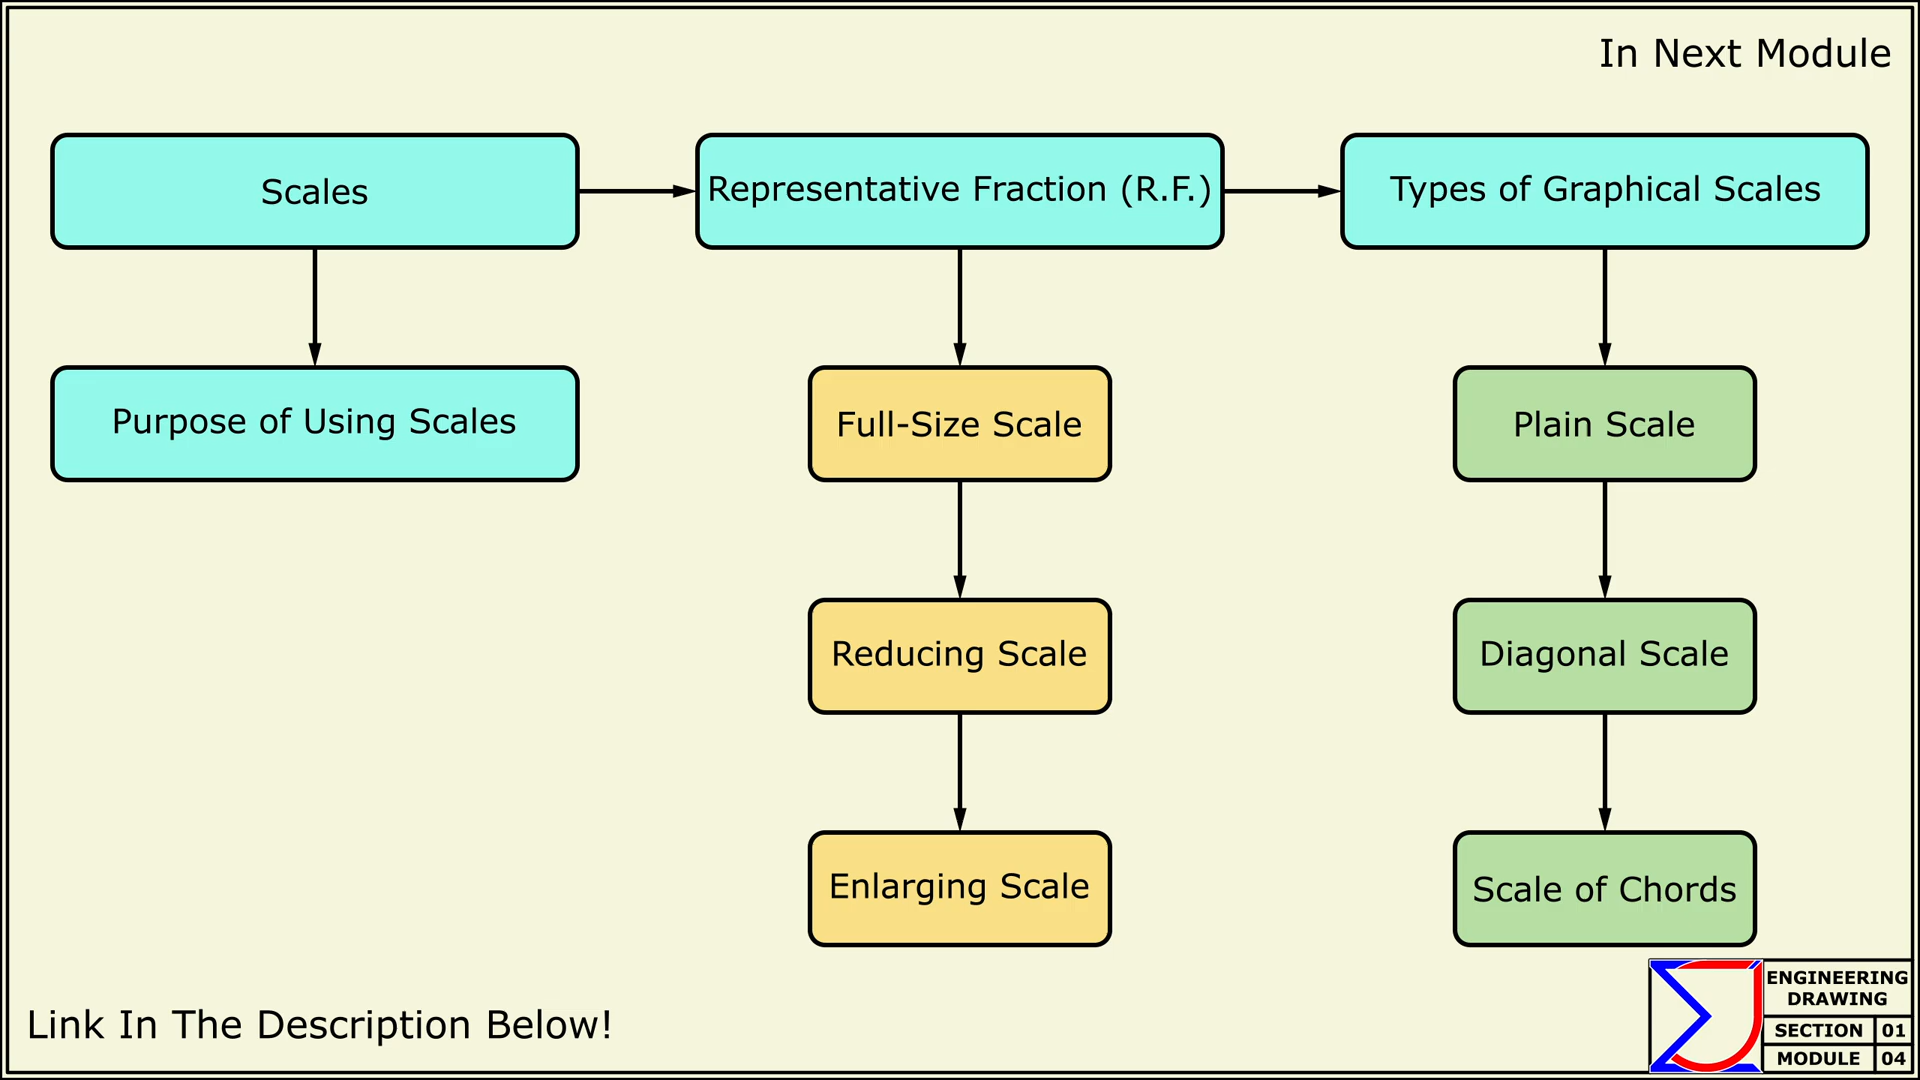 In Next Module
Scales
Representative Fraction (R.F.)
Types of Graphical Scales
Purpose of Using Scales
Full-Size Scale
Plain Scale
Reducing Scale
Diagonal Scale
Enlarging Scale
Scale of Chords
Link In The Description Below!
ENGINEERING
DRAWING
SECTION 01
MODULE 04